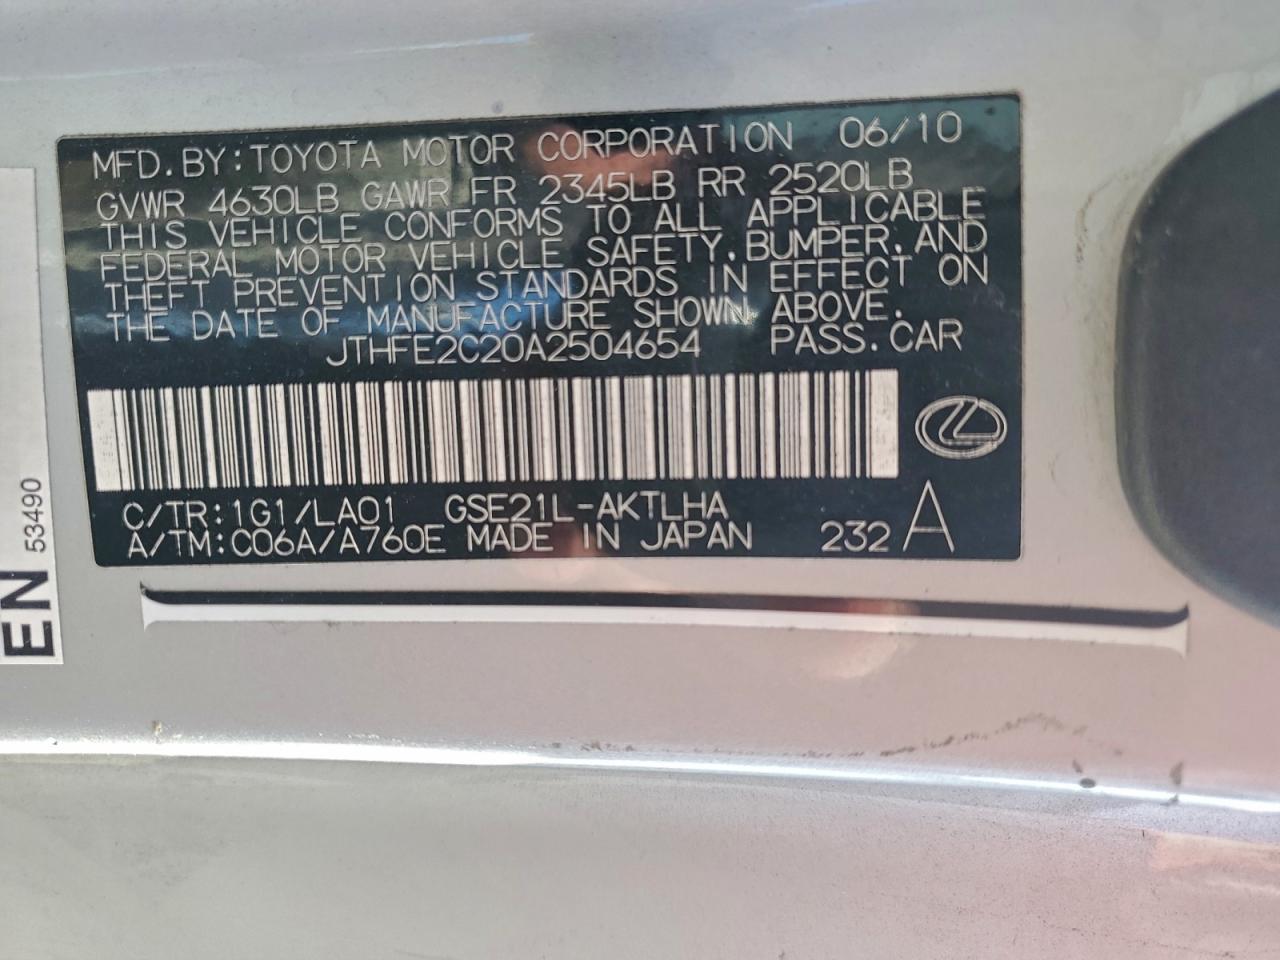 MFD.BY:TOYOTA MOTOR CORPORATION 06/10
GVWR 4630LB GAWR FR 2345LB RR 2520LB
THIS VEHICLE CONFORMS TO ALL APPLICABLE
FEDERAL MOTOR VEHICLE SAFETY,BUMPER,AND
THEFT PREVENTION STANDARDS IN EFFECT ON
THE DATE OF MANUFACTURE SHOWN ABOVE.
JTHFE2C20A2504654 PASS.CAR
C/TR:1G1/LA01 GSE21L-AKTLHA
A/TM:C06A/A760E MADE IN JAPAN 232 A
EN 53490